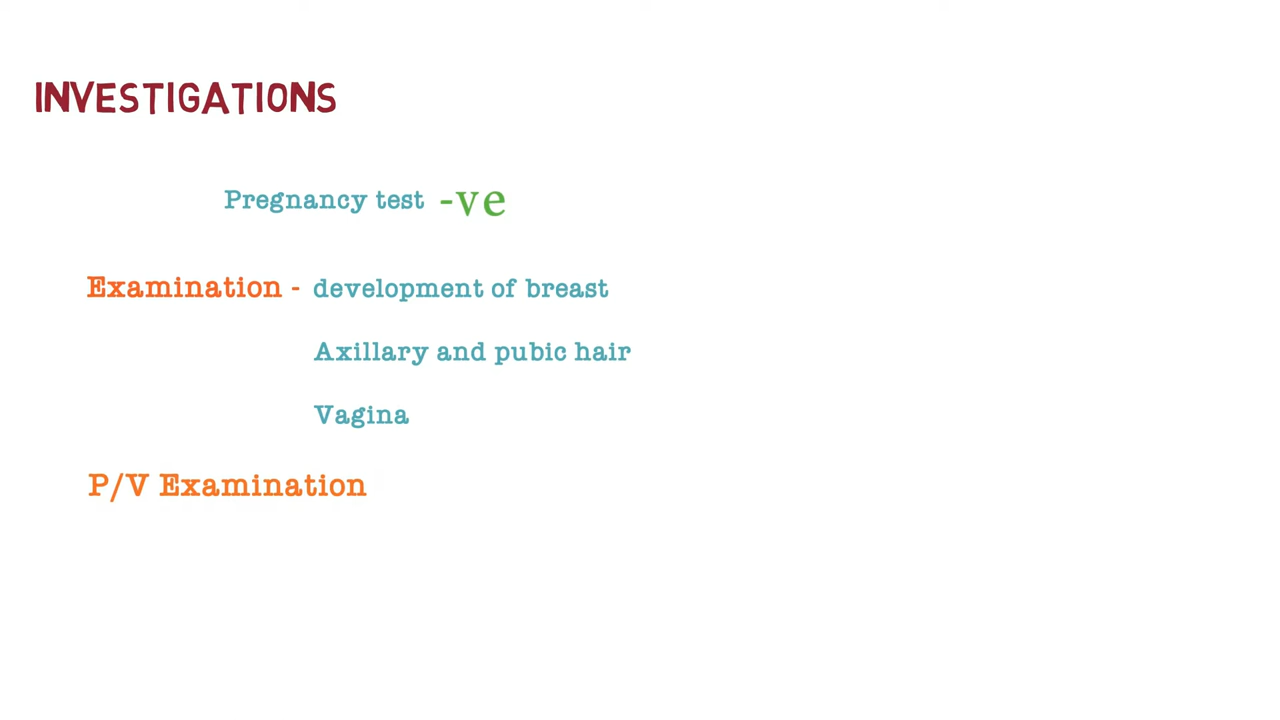 INVESTIGATIONS
Pregnancy test -ve
Examination - development of breast
Axillary and pubic hair
Vagina
P/V Examination